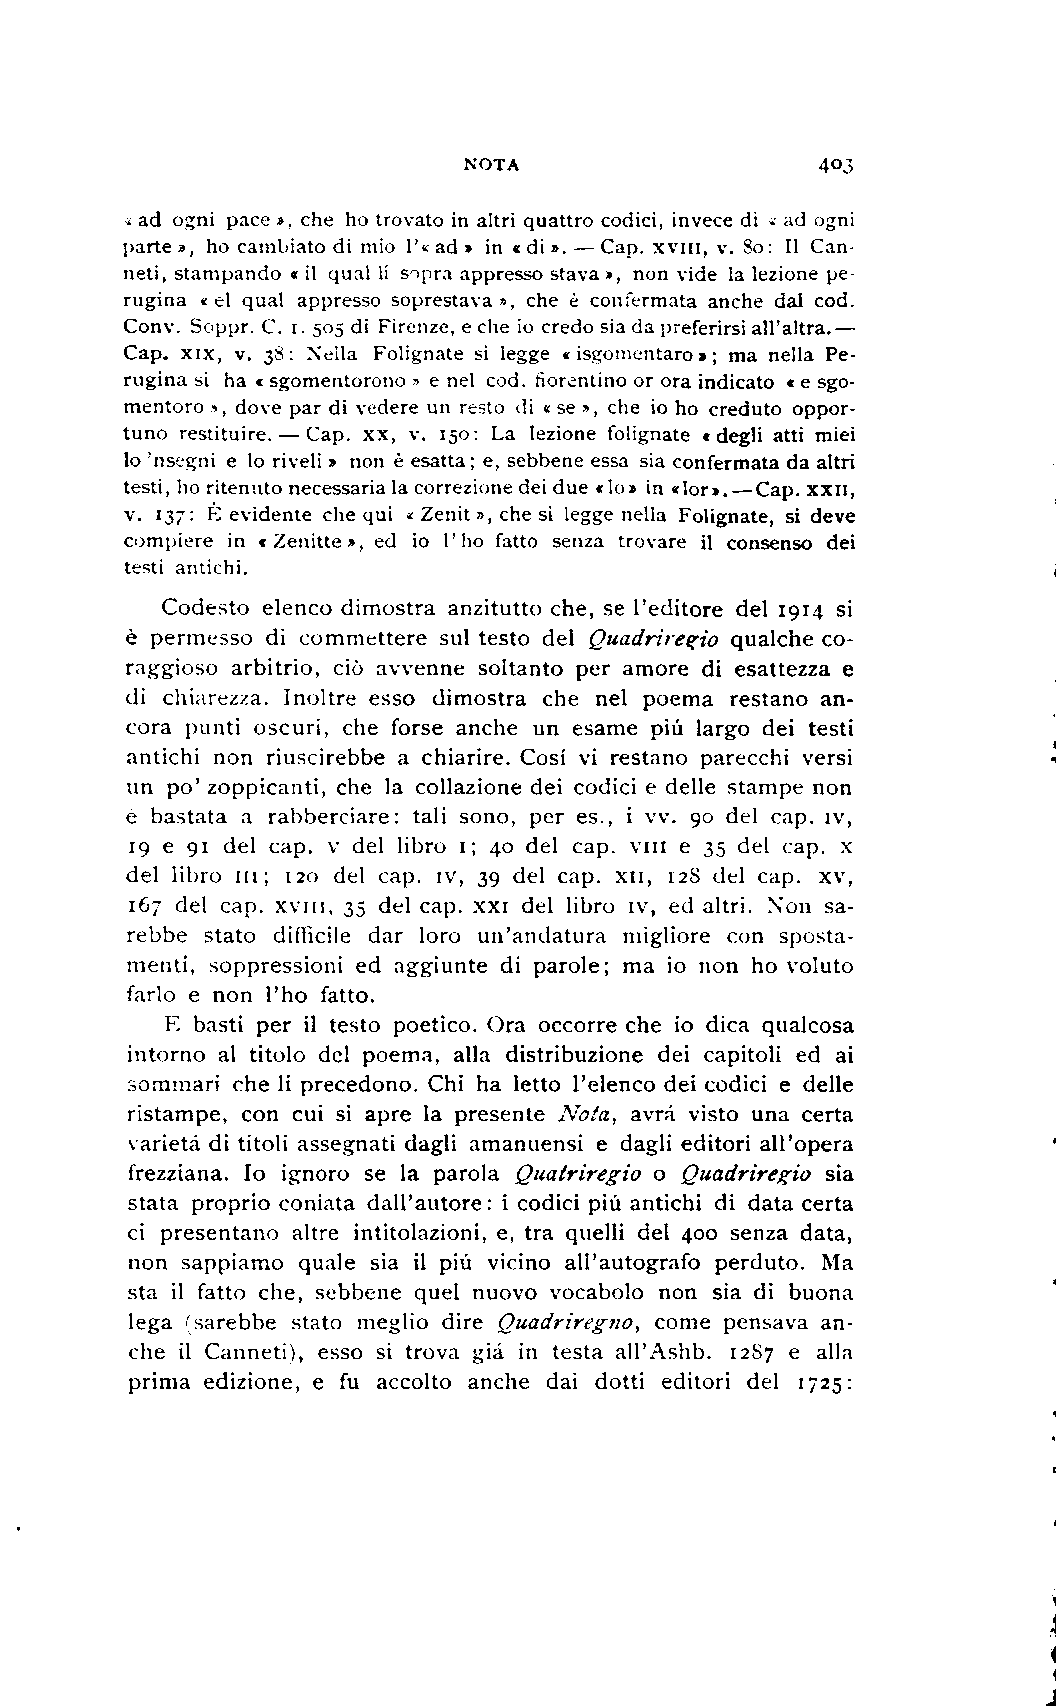 NOTA 403
« ad ogni pace », che ho trovato in altri quattro codici, invece di « ad ogni
parte », ho cambiato di mio l'« ad » in « di ». — Cap. XVIII, v. 80: Il Can-
neti, stampando « il qual lí sopra appresso stava », non vide la lezione pe-
rugina « el qual appresso soprestava », che è confermata anche dal cod.
Conv. Soppr. C. 1. 505 di Firenze, e che io credo sia da preferirsi all'altra.—
Cap. XIX, v. 38: Nella Folignate si legge « isgomentaro »; ma nella Pe-
rugina si ha « sgomentorono » e nel cod. fiorentino or ora indicato « e sgo-
mentoro », dove par di vedere un resto di « se », che io ho creduto oppor-
tuno restituire. — Cap. XX, v. 150: La lezione folignate « degli atti miei
lo 'nsegni e lo riveli » non è esatta; e, sebbene essa sia confermata da altri
testi, ho ritenuto necessaria la correzione dei due « lo » in «lor».—Cap. XXII,
v. 137: È evidente che qui « Zenit », che si legge nella Folignate, si deve
compiere in « Zenitte », ed io l'ho fatto senza trovare il consenso dei
testi antichi.
Codesto elenco dimostra anzitutto che, se l'editore del 1914 si
è permesso di commettere sul testo del Quadriregio qualche co-
raggioso arbitrio, ciò avvenne soltanto per amore di esattezza e
di chiarezza. Inoltre esso dimostra che nel poema restano an-
cora punti oscuri, che forse anche un esame piú largo dei testi
antichi non riuscirebbe a chiarire. Cosí vi restano parecchi versi
un po' zoppicanti, che la collazione dei codici e delle stampe non
è bastata a rabberciare: tali sono, per es., i vv. 90 del cap. IV,
19 e 91 del cap. V del libro I; 40 del cap. VIII e 35 del cap. X
del libro III; 120 del cap. IV, 39 del cap. XII, 128 del cap. XV,
167 del cap. XVIII, 35 del cap. XXI del libro IV, ed altri. Non sa-
rebbe stato difficile dar loro un'andatura migliore con sposta-
menti, soppressioni ed aggiunte di parole; ma io non ho voluto
farlo e non l'ho fatto.
E basti per il testo poetico. Ora occorre che io dica qualcosa
intorno al titolo del poema, alla distribuzione dei capitoli ed ai
sommari che li precedono. Chi ha letto l'elenco dei codici e delle
ristampe, con cui si apre la presente Nota, avrá visto una certa
varietá di titoli assegnati dagli amanuensi e dagli editori all'opera
frezziana. Io ignoro se la parola Quatriregio o Quadriregio sia
stata proprio coniata dall'autore: i codici piú antichi di data certa
ci presentano altre intitolazioni, e, tra quelli del 400 senza data,
non sappiamo quale sia il piú vicino all'autografo perduto. Ma
sta il fatto che, sebbene quel nuovo vocabolo non sia di buona
lega (sarebbe stato meglio dire Quadriregno, come pensava an-
che il Canneti), esso si trova giá in testa all'Ashb. 1287 e alla
prima edizione, e fu accolto anche dai dotti editori del 1725: